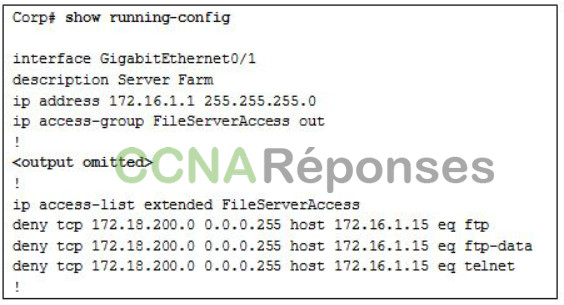 Corp# show running-config
interface GigabitEthernet0/1
description Server Farm
ip address 172.16.1.1 255.255.255.0
ip access-group FileServerAccess out
!
<output omitted>
CCNARéponses
!
ip access-list extended FileServerAccess
deny tcp 172.18.200.0 0.0.0.255 host 172.16.1.15 eq ftp
deny tcp 172.18.200.0 0.0.0.255 host 172.16.1.15 eq ftp-data
deny tcp 172.18.200.0 0.0.0.255 host 172.16.1.15 eq telnet
!